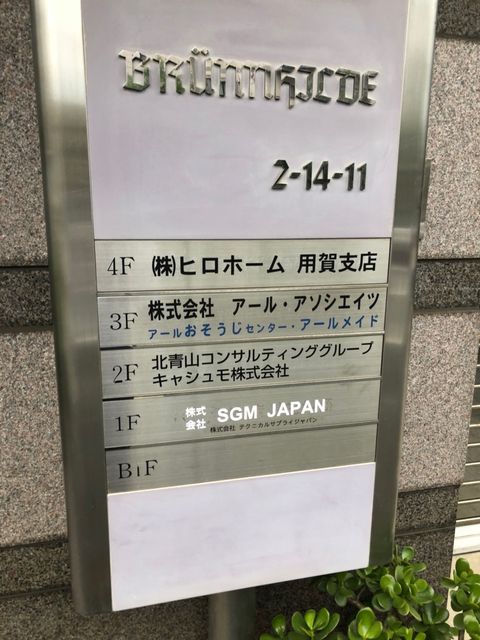 BRÜNNHILDE
2-14-11
4F ㈱ヒロホーム 用賀支店
3F 株式会社 アール・アソシエイツ
アールおそうじセンター・アールメイド
2F 北青山コンサルティンググループ
キャシュモ株式会社
1F 株式会社 SGM JAPAN
株式会社 テクニカルサプライジャパン
B1F